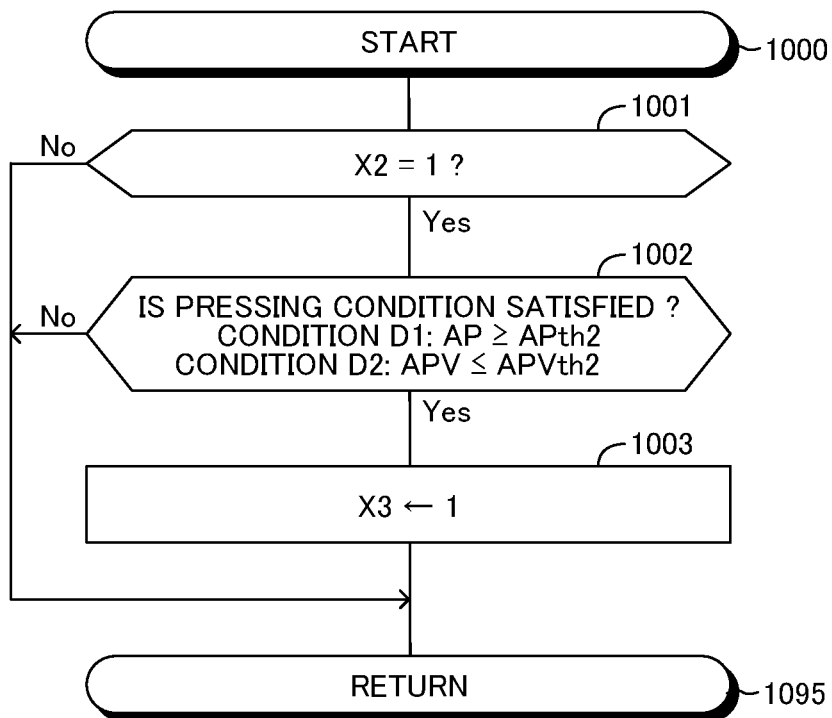 START
1000
1001
No
X2 = 1 ?
Yes
1002
No
IS PRESSING CONDITION SATISFIED ?
CONDITION D1: AP ≥ APth2
CONDITION D2: APV ≤ APVth2
Yes
1003
X3 ← 1
RETURN
1095